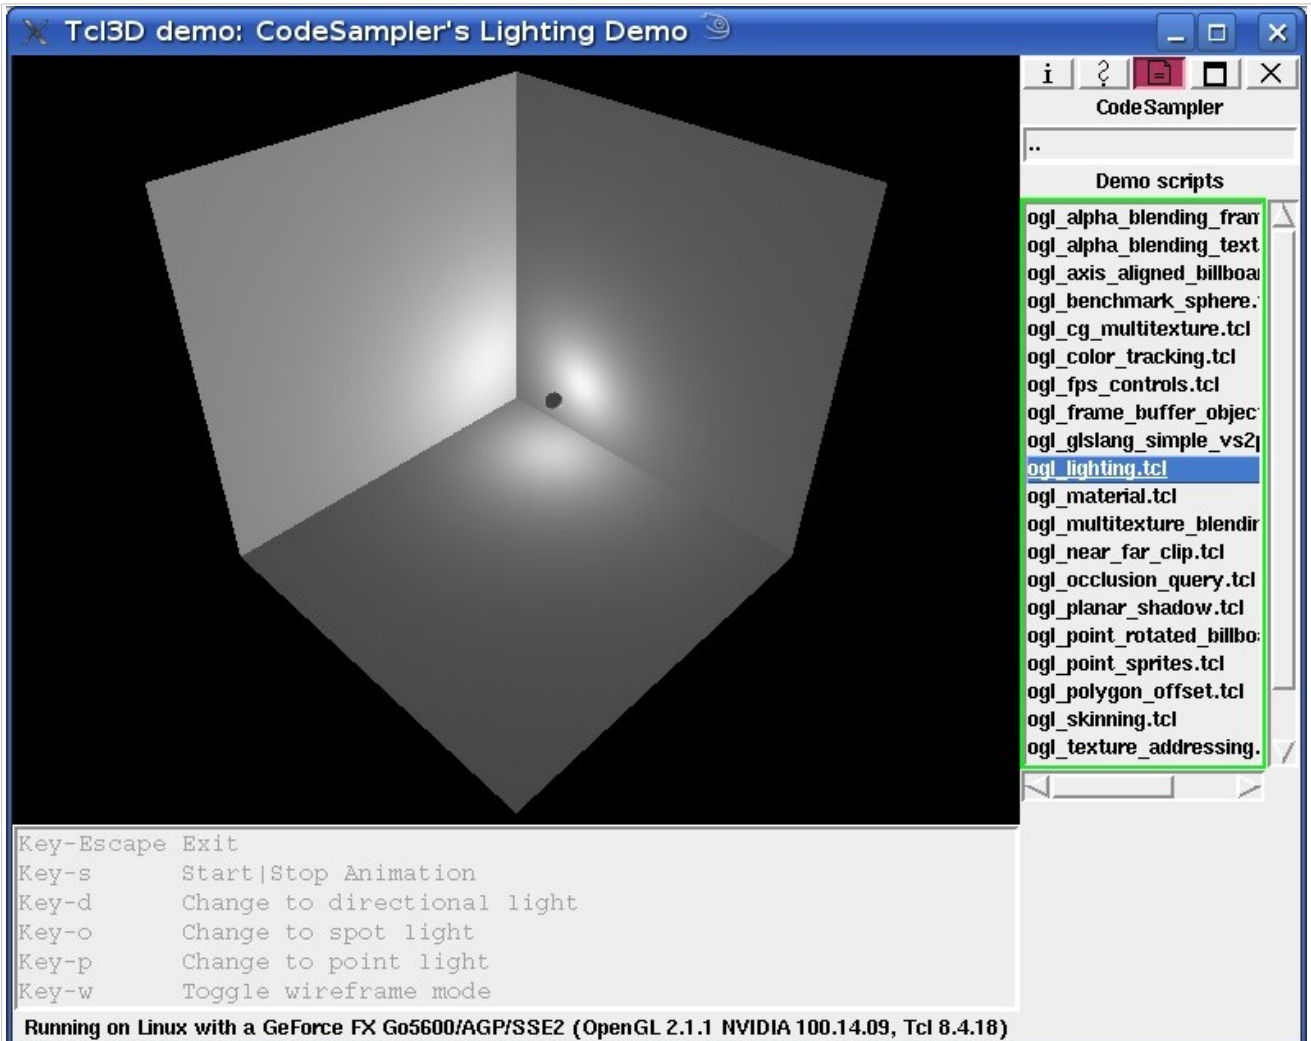 Tcl3D demo: CodeSampler's Lighting Demo
i ?
CodeSampler
..
Demo scripts
ogl_alpha_blending_fram
ogl_alpha_blending_text
ogl_axis_aligned_billboa
ogl_benchmark_sphere.
ogl_cg_multitexture.tcl
ogl_color_tracking.tcl
ogl_fps_controls.tcl
ogl_frame_buffer_objec
ogl_glslang_simple_vs2
ogl_lighting.tcl
ogl_material.tcl
ogl_multitexture_blendin
ogl_near_far_clip.tcl
ogl_occlusion_query.tcl
ogl_planar_shadow.tcl
ogl_point_rotated_billbo
ogl_point_sprites.tcl
ogl_polygon_offset.tcl
ogl_skinning.tcl
ogl_texture_addressing.
Key-Escape Exit
Key-s Start|Stop Animation
Key-d Change to directional light
Key-o Change to spot light
Key-p Change to point light
Key-w Toggle wireframe mode
Running on Linux with a GeForce FX Go5600/AGP/SSE2 (OpenGL 2.1.1 NVIDIA 100.14.09, Tcl 8.4.18)